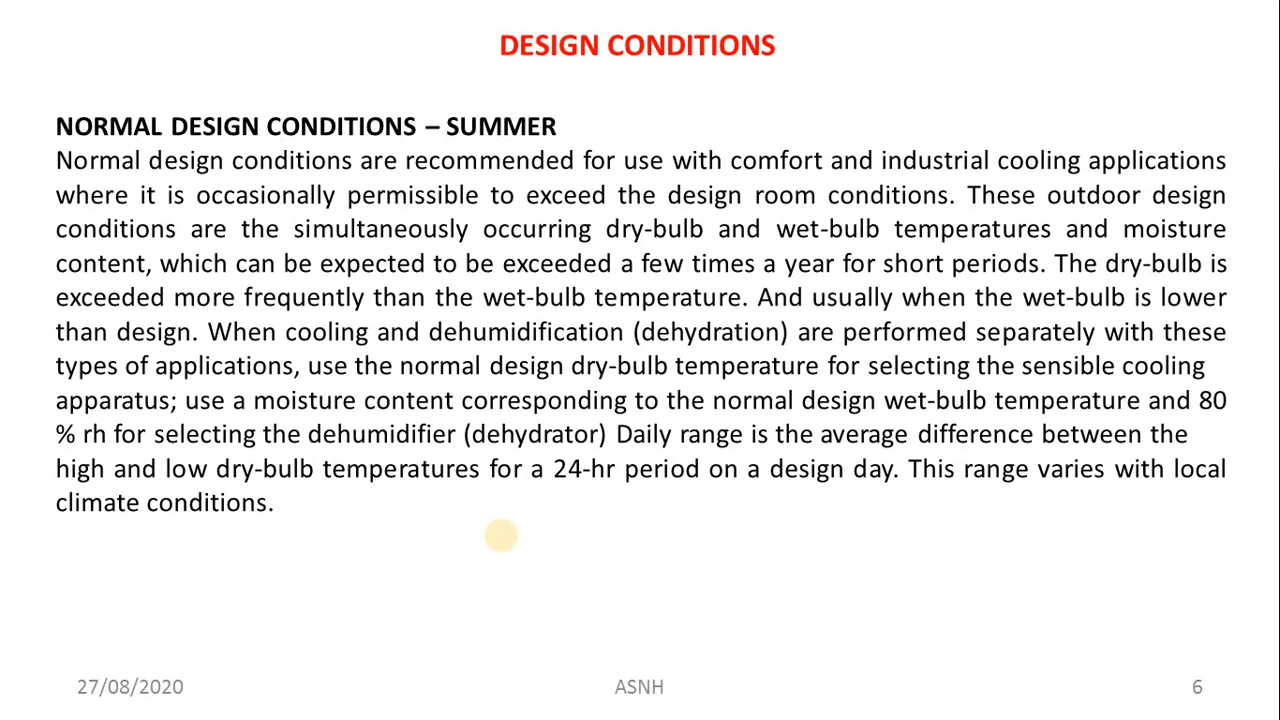 DESIGN CONDITIONS
NORMAL DESIGN CONDITIONS – SUMMER
Normal design conditions are recommended for use with comfort and industrial cooling applications
where it is occasionally permissible to exceed the design room conditions. These outdoor design
conditions are the simultaneously occurring dry-bulb and wet-bulb temperatures and moisture
content, which can be expected to be exceeded a few times a year for short periods. The dry-bulb is
exceeded more frequently than the wet-bulb temperature. And usually when the wet-bulb is lower
than design. When cooling and dehumidification (dehydration) are performed separately with these
types of applications, use the normal design dry-bulb temperature for selecting the sensible cooling
apparatus; use a moisture content corresponding to the normal design wet-bulb temperature and 80
% rh for selecting the dehumidifier (dehydrator) Daily range is the average difference between the
high and low dry-bulb temperatures for a 24-hr period on a design day. This range varies with local
climate conditions.
27/08/2020
ASNH
6